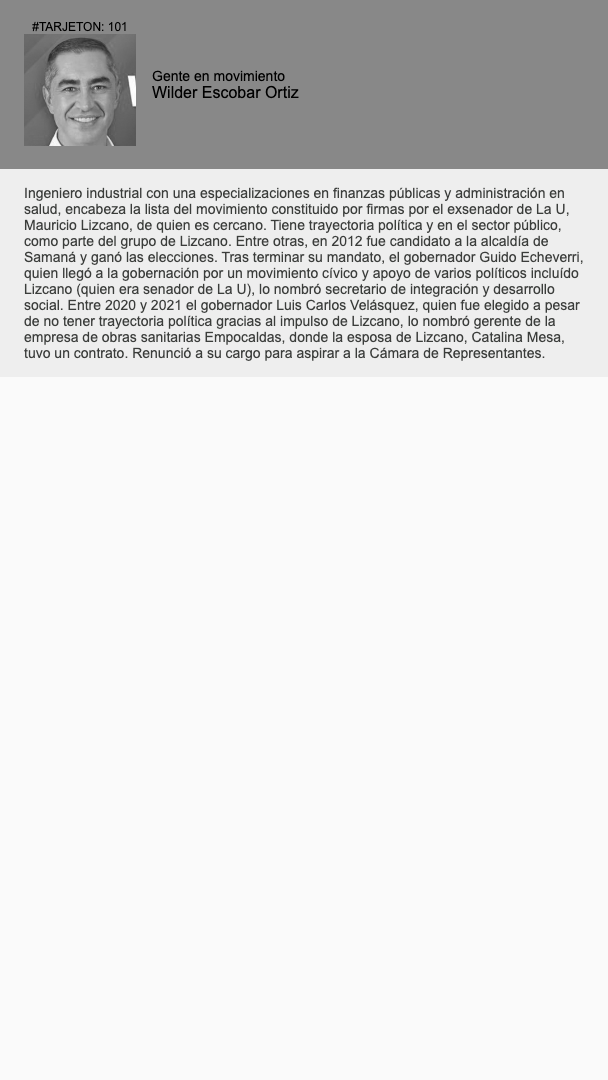 #TARJETON: 101
Gente en movimiento
Wilder Escobar Ortiz
Ingeniero industrial con una especializaciones en finanzas públicas y administración en
salud, encabeza la lista del movimiento constituido por firmas por el exsenador de La U,
Mauricio Lizcano, de quien es cercano. Tiene trayectoria política y en el sector público,
como parte del grupo de Lizcano. Entre otras, en 2012 fue candidato a la alcaldía de
Samaná y ganó las elecciones. Tras terminar su mandato, el gobernador Guido Echeverri,
quien llegó a la gobernación por un movimiento cívico y apoyo de varios políticos incluído
Lizcano (quien era senador de La U), lo nombró secretario de integración y desarrollo
social. Entre 2020 y 2021 el gobernador Luis Carlos Velásquez, quien fue elegido a pesar
de no tener trayectoria política gracias al impulso de Lizcano, lo nombró gerente de la
empresa de obras sanitarias Empocaldas, donde la esposa de Lizcano, Catalina Mesa,
tuvo un contrato. Renunció a su cargo para aspirar a la Cámara de Representantes.